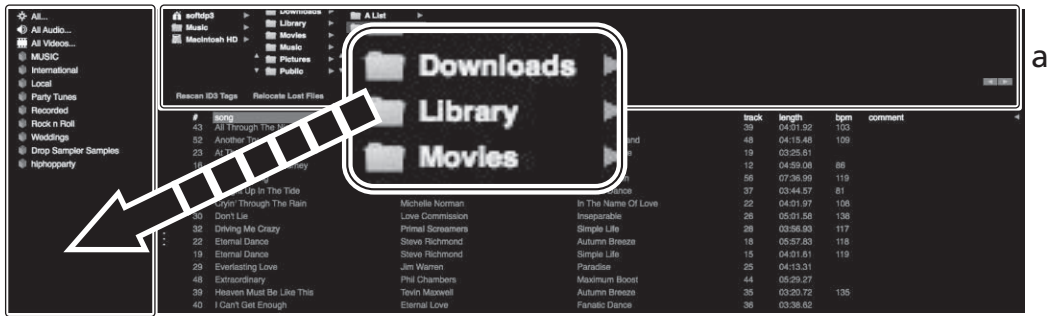 All...
All Audio...
All Videos...
MUSIC
International
Local
Party Tunes
Recorded
Rock n Roll
Weddings
Drop Sampler Samples
hiphopparty
softdp3
Music
Macintosh HD
Downloads
Library
Movies
Music
Pictures
Public
A List
Rescan ID3 Tags Relocate Lost Files
Downloads
Library
Movies
a
# song track length bpm comment
43 All Through The 39 04:01.92 103
52 Another 48 04:15.48 109
23 19 03:25.61
12 04:59.06 86
56 07:36.99 119
Up In The Tide Dance 37 03:44.57 81
Cryin' Through The Rain Michelle Norman In The Name Of Love 22 04:01.97 108
30 Don't Lie Love Commission Inseparable 26 05:01.58 138
32 Driving Me Crazy Primal Screamers Simple Life 28 03:56.93 117
22 Eternal Dance Steve Richmond Autumn Breeze 18 05:57.83 118
19 Eternal Dance Steve Richmond Simple Life 15 04:01.61 119
29 Everlasting Love Jim Warren Paradise 25 04:13.31
48 Extraordinary Phil Chambers Maximum Boost 44 05:29.27
39 Heaven Must Be Like This Tevin Maxwell Autumn Breeze 35 03:20.72 135
40 I Can't Get Enough Eternal Love Fanatic Dance 36 03:38.62